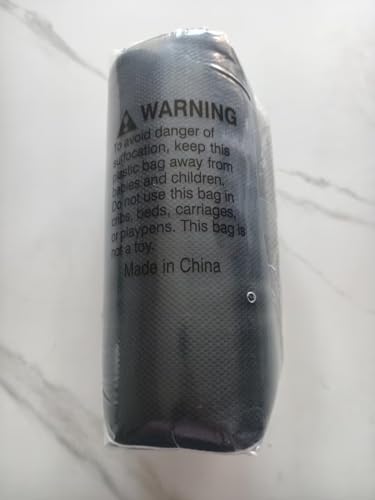 WARNING
To avoid danger of
suffocation, keep this
plastic bag away from
babies and children.
Do not use this bag in
cribs, beds, carriages,
or playpens. This bag is
not a toy.
Made in China